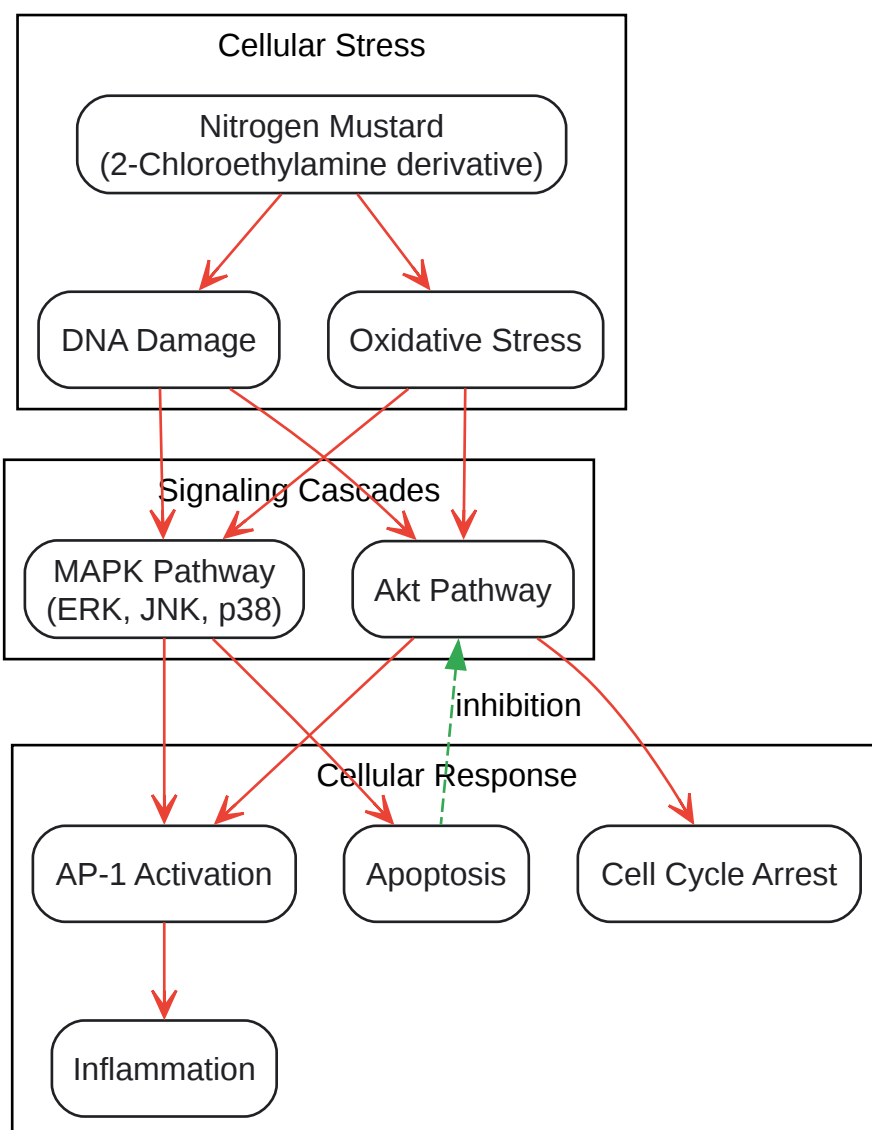 Cellular Stress
Nitrogen Mustard
(2-Chloroethylamine derivative)
DNA Damage
Oxidative Stress
Signaling Cascades
MAPK Pathway
(ERK, JNK, p38)
Akt Pathway
inhibition
Cellular Response
AP-1 Activation
Apoptosis
Cell Cycle Arrest
Inflammation